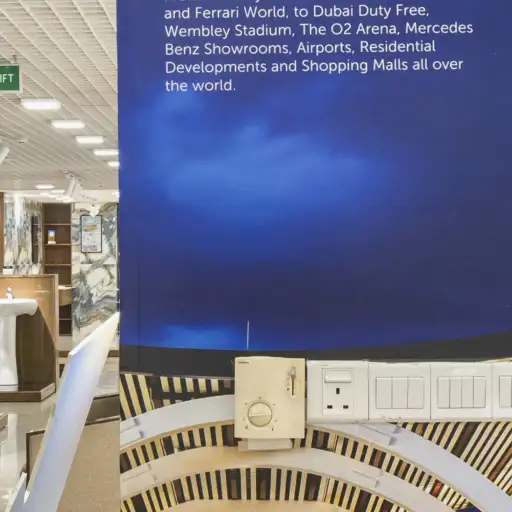 and Ferrari World, to Dubai Duty Free,
Wembley Stadium, The O2 Arena, Mercedes
Benz Showrooms, Airports, Residential
Developments and Shopping Malls all over
the world.
IFT